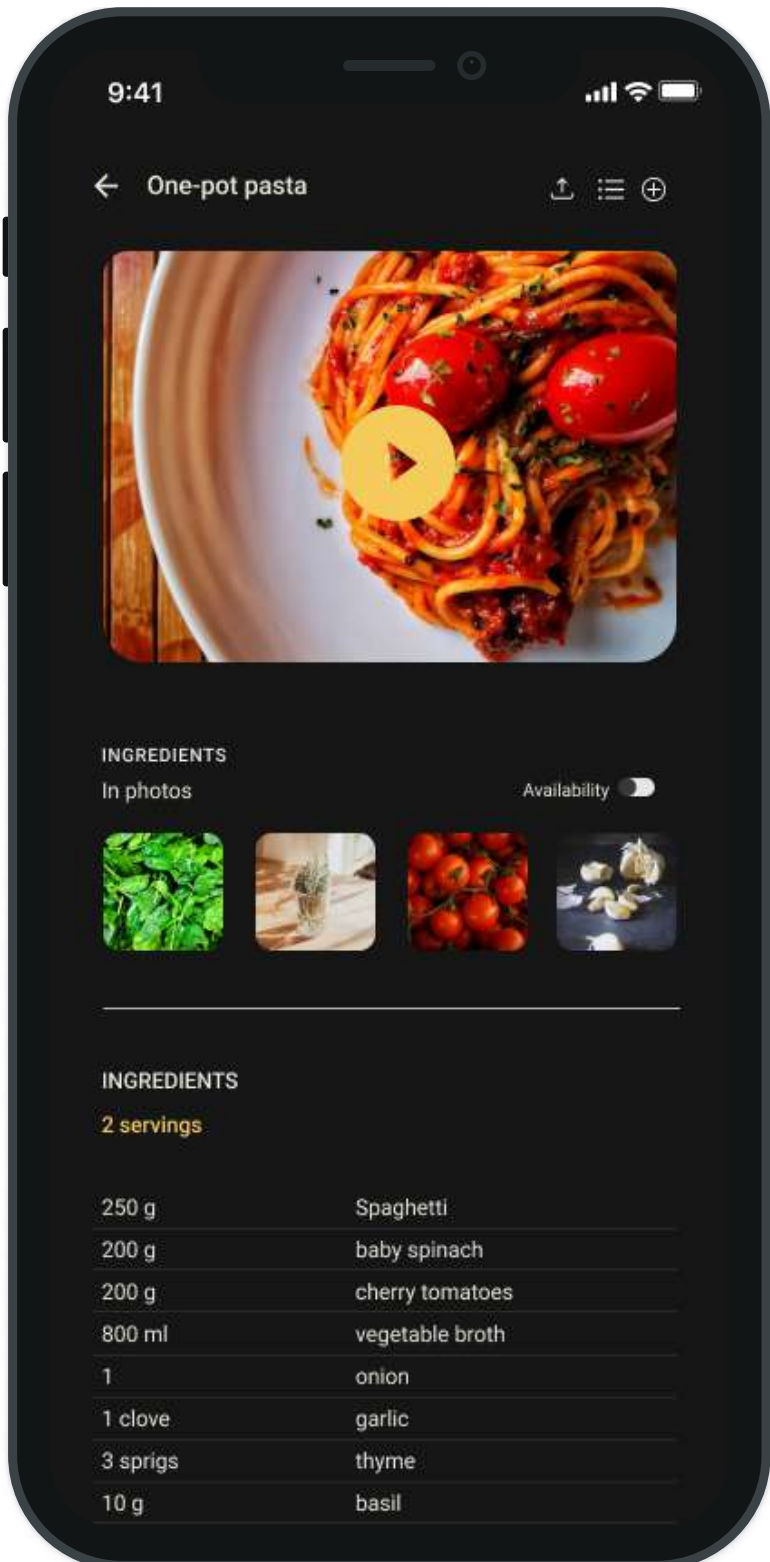 9:41
One-pot pasta
INGREDIENTS
In photos
Availability
INGREDIENTS
2 servings
250 g Spaghetti
200 g baby spinach
200 g cherry tomatoes
800 ml vegetable broth
1 onion
1 clove garlic
3 sprigs thyme
10 g basil